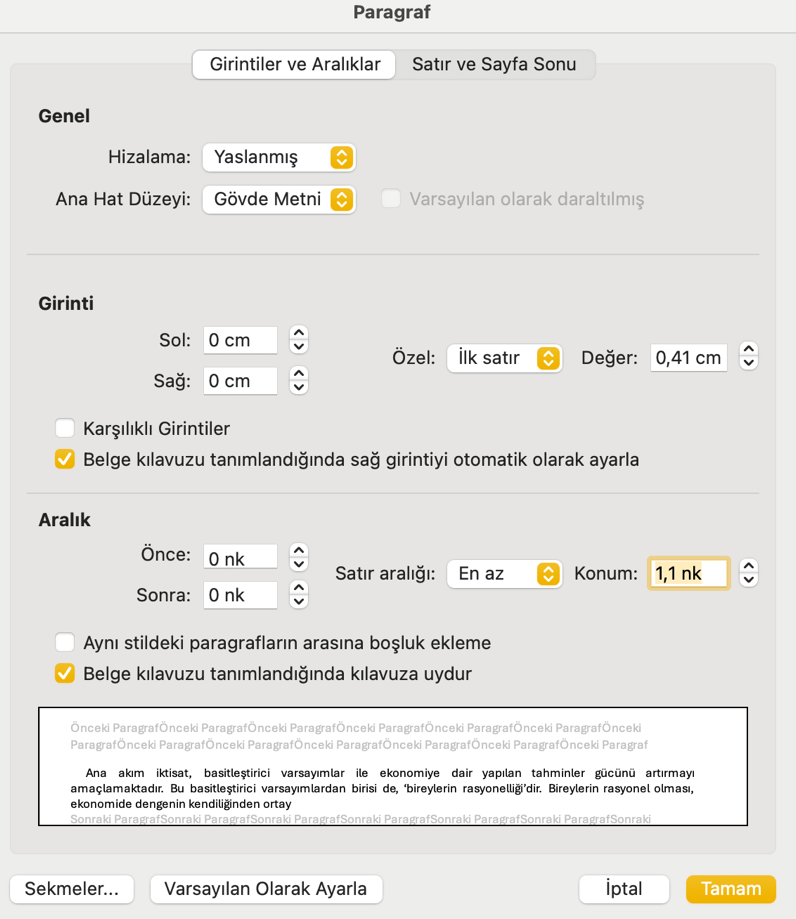 Paragraf
Girintiler ve Aralıklar
Satır ve Sayfa Sonu
Genel
Hizalama: Yaslanmış
Ana Hat Düzeyi: Gövde Metni
Varsayılan olarak daraltılmış
Girinti
Sol: 0 cm
Özel: İlk satır
Değer: 0,41 cm
Sağ: 0 cm
Karşılıklı Girintiler
Belge kılavuzu tanımlandığında sağ girintiyi otomatik olarak ayarla
Aralık
Önce: 0 nk
Satır aralığı: En az
Konum: 1,1 nk
Sonra: 0 nk
Aynı stildeki paragrafların arasına boşluk ekleme
Belge kılavuzu tanımlandığında kılavuza uydur
Önceki ParagrafÖnceki ParagrafÖnceki ParagrafÖnceki ParagrafÖnceki ParagrafÖnceki ParagrafÖnceki
ParagrafÖnceki ParagrafÖnceki ParagrafÖnceki ParagrafÖnceki ParagrafÖnceki ParagrafÖnceki Paragraf
Ana akım iktisat, basitleştirici varsayımlar ile ekonomiye dair yapılan tahminler gücünü artırmayı
amaçlamaktadır. Bu basitleştirici varsayımlardan birisi de, ‘bireylerin rasyonelliği’dir. Bireylerin rasyonel olması,
ekonomide dengenin kendiliğinden ortay
Sonraki ParagrafSonraki ParagrafSonraki ParagrafSonraki ParagrafSonraki ParagrafSonraki ParagrafSonraki
Sekmeler...
Varsayılan Olarak Ayarla
İptal
Tamam